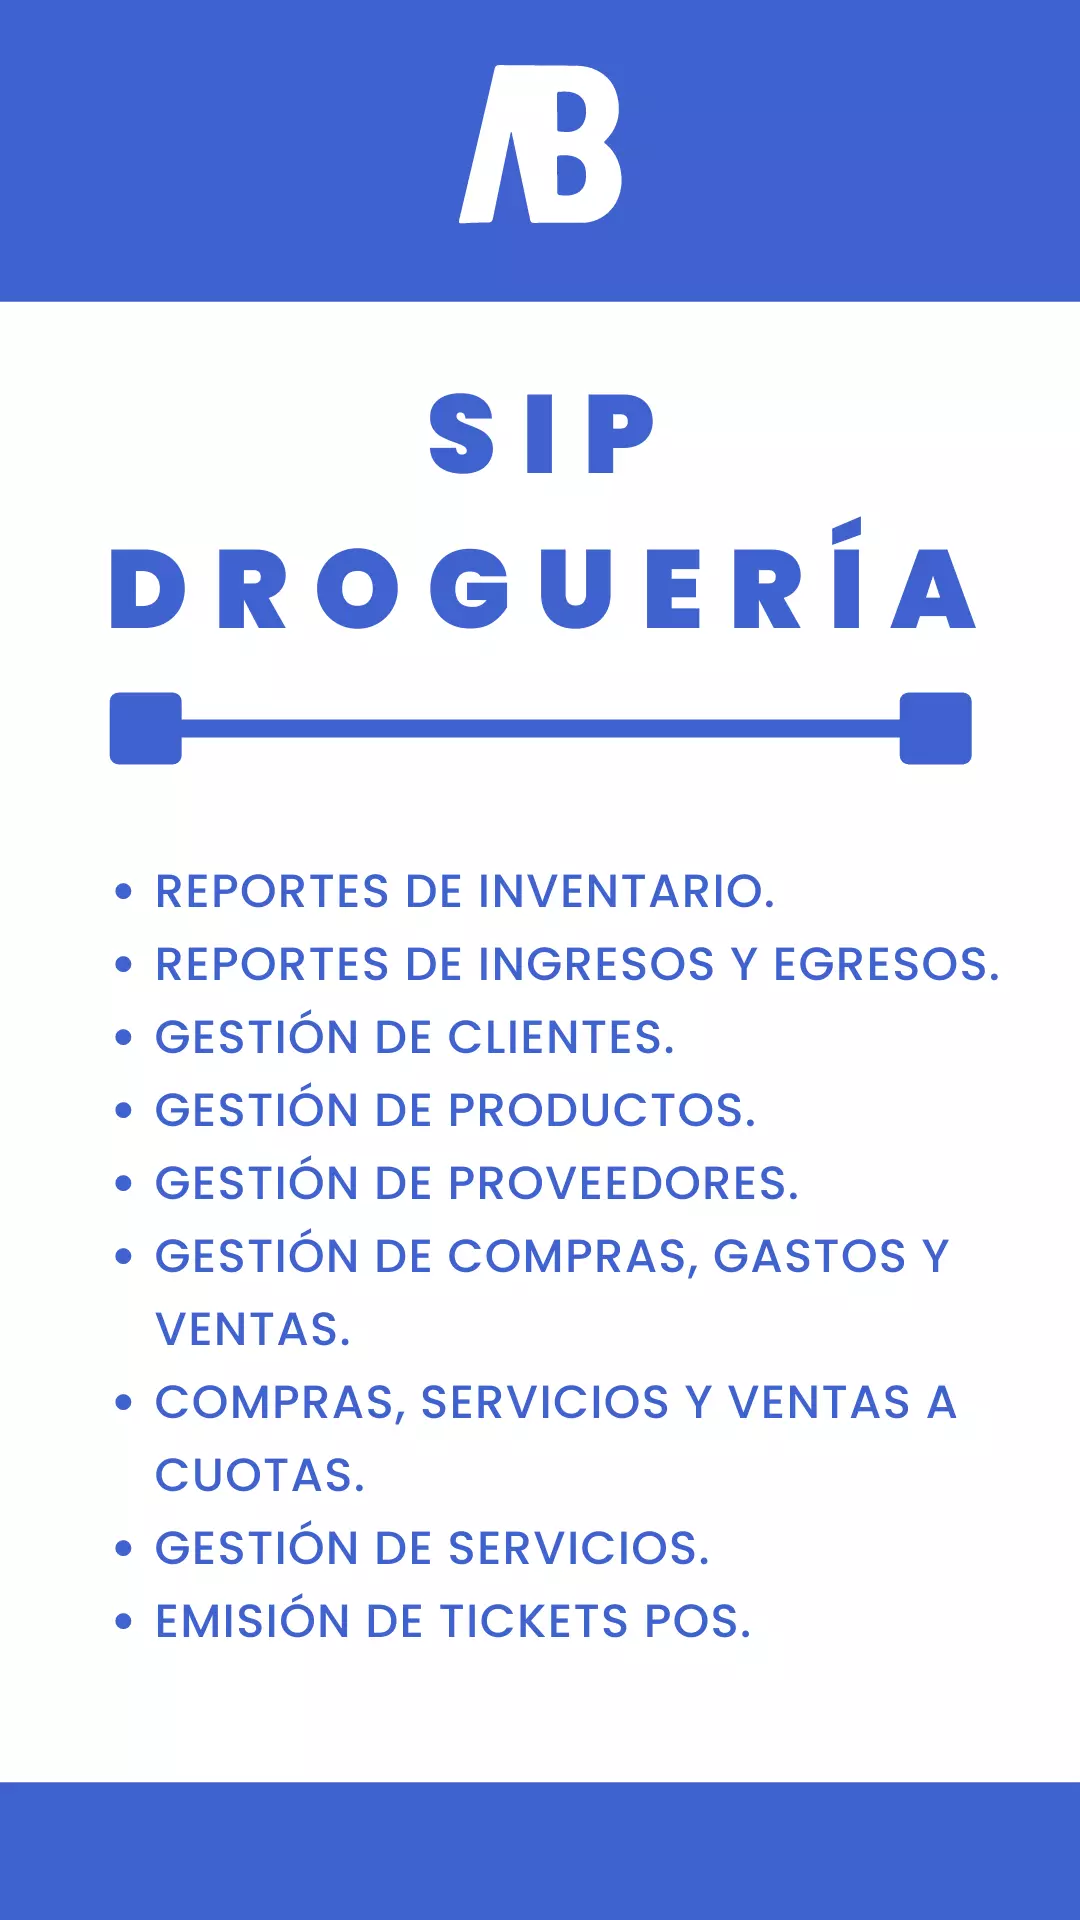 AB
SIP
DROGUERÍA
• REPORTES DE INVENTARIO.
• REPORTES DE INGRESOS Y EGRESOS.
• GESTIÓN DE CLIENTES.
• GESTIÓN DE PRODUCTOS.
• GESTIÓN DE PROVEEDORES.
• GESTIÓN DE COMPRAS, GASTOS Y
VENTAS.
• COMPRAS, SERVICIOS Y VENTAS A
CUOTAS.
• GESTIÓN DE SERVICIOS.
• EMISIÓN DE TICKETS POS.